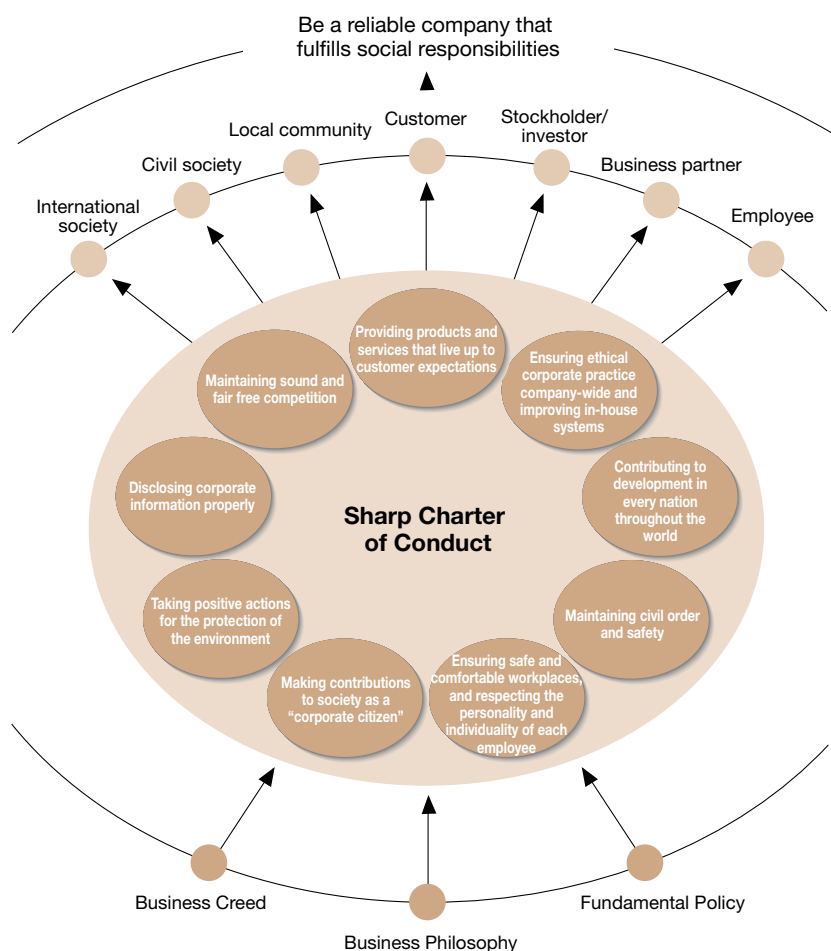 Be a reliable company that
fulfills social responsibilities
International
society
Civil society
Local community
Customer
Stockholder/
investor
Business partner
Employee
Providing products and
services that live up to
customer expectations
Maintaining sound and
fair free competition
Ensuring ethical
corporate practice
company-wide and
improving in-house
systems
Disclosing corporate
information properly
Contributing to
development in
every nation
throughout the
world
Sharp Charter
of Conduct
Taking positive actions
for the protection of
the environment
Maintaining civil order
and safety
Making contributions
to society as a
“corporate citizen”
Ensuring safe and
comfortable workplaces,
and respecting the
personality and
individuality of each
employee
Business Creed
Business Philosophy
Fundamental Policy